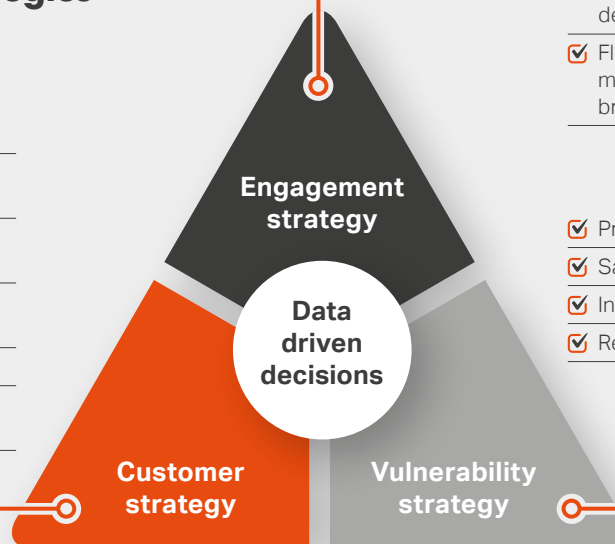 Engagement
strategy
Data
driven
decisions
Customer
strategy
Vulnerability
strategy